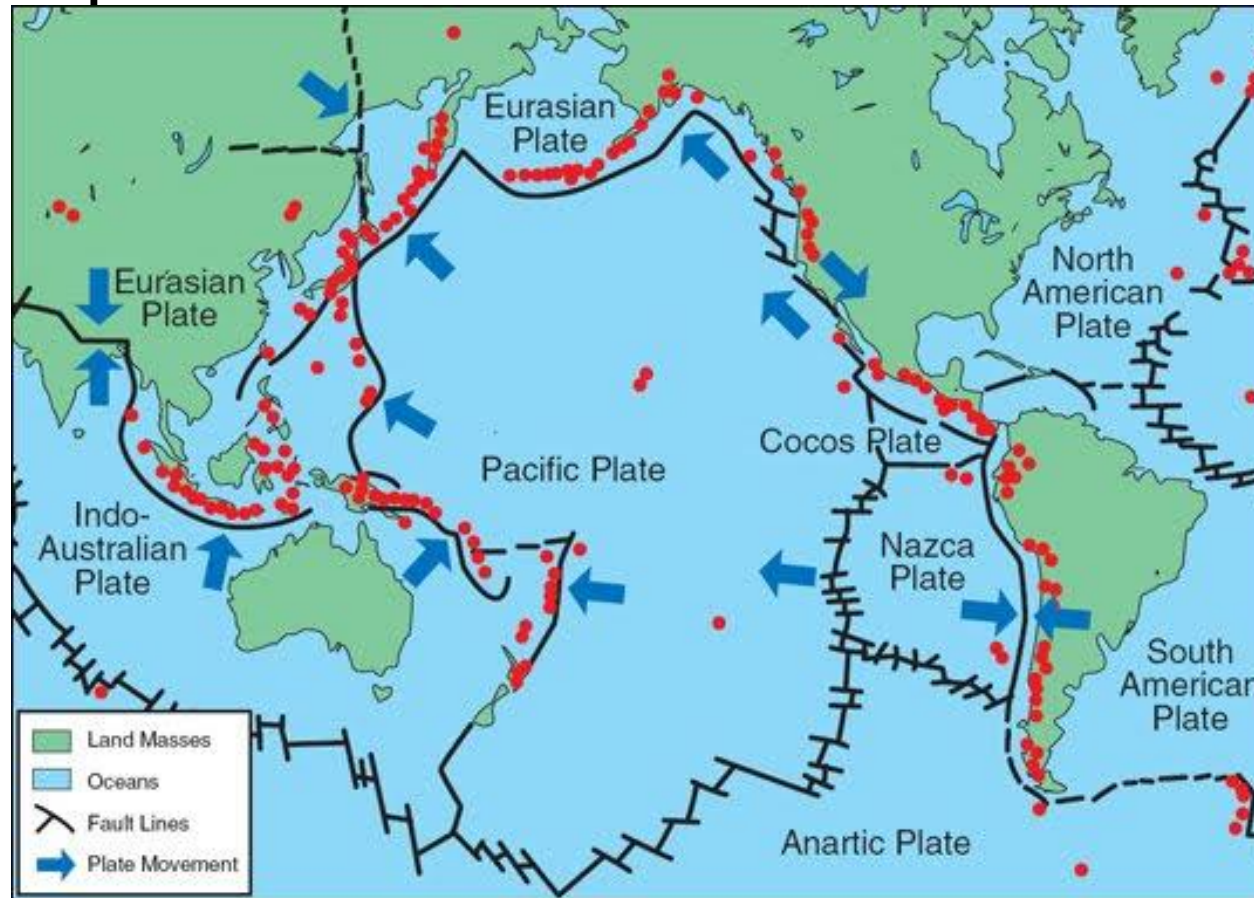 Eurasian
Plate
Eurasian
Plate
North
American
Plate
Pacific Plate
Cocos Plate
Indo-
Australian
Plate
Nazca
Plate
South
American
Plate
Anartic Plate
Land Masses
Oceans
Fault Lines
Plate Movement